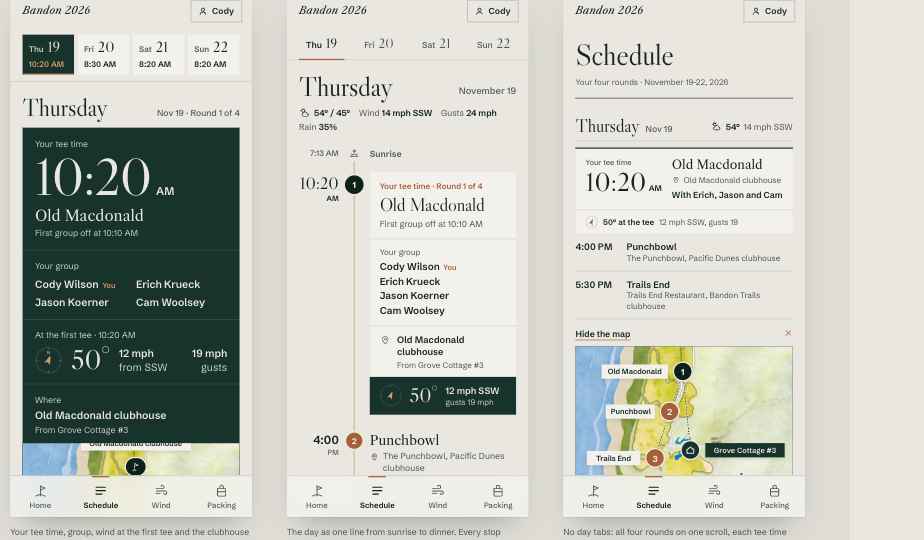 Bandon 2026
Cody
Thu 19
10:20 AM
Fri 20
8:30 AM
Sat 21
8:20 AM
Sun 22
8:20 AM
Thursday
Nov 19 · Round 1 of 4
Your tee time
10:20 AM
Old Macdonald
First group off at 10:10 AM
Your group
Cody Wilson You
Erich Krueck
Jason Koerner
Cam Woolsey
At the first tee · 10:20 AM
50°
12 mph
from SSW
19 mph
gusts
Where
Old Macdonald clubhouse
From Grove Cottage #3
Old Macdonald clubhouse
Home
Schedule
Wind
Packing
Your tee time, group, wind at the first tee and the clubhouse
Bandon 2026
Cody
Thu 19
Fri 20
Sat 21
Sun 22
Thursday
November 19
54° / 45°
Wind 14 mph SSW
Gusts 24 mph
Rain 35%
7:13 AM
Sunrise
10:20
AM
1
Your tee time · Round 1 of 4
Old Macdonald
First group off at 10:10 AM
Your group
Cody Wilson You
Erich Krueck
Jason Koerner
Cam Woolsey
Old Macdonald
clubhouse
From Grove Cottage #3
50°
12 mph SSW
gusts 19 mph
4:00
PM
2
Punchbowl
The Punchbowl, Pacific Dunes
clubhouse
Home
Schedule
Wind
Packing
The day as one line from sunrise to dinner. Every stop
Bandon 2026
Cody
Schedule
Your four rounds · November 19-22, 2026
Thursday Nov 19
54° 14 mph SSW
Your tee time
10:20 AM
Old Macdonald
Old Macdonald clubhouse
With Erich, Jason and Cam
50° at the tee 12 mph SSW, gusts 19
4:00 PM
Punchbowl
The Punchbowl, Pacific Dunes clubhouse
5:30 PM
Trails End
Trails End Restaurant, Bandon Trails
clubhouse
Hide the map
Old Macdonald
1
Punchbowl
2
Grove Cottage #3
Trails End
3
Home
Schedule
Wind
Packing
No day tabs: all four rounds on one scroll, each tee time